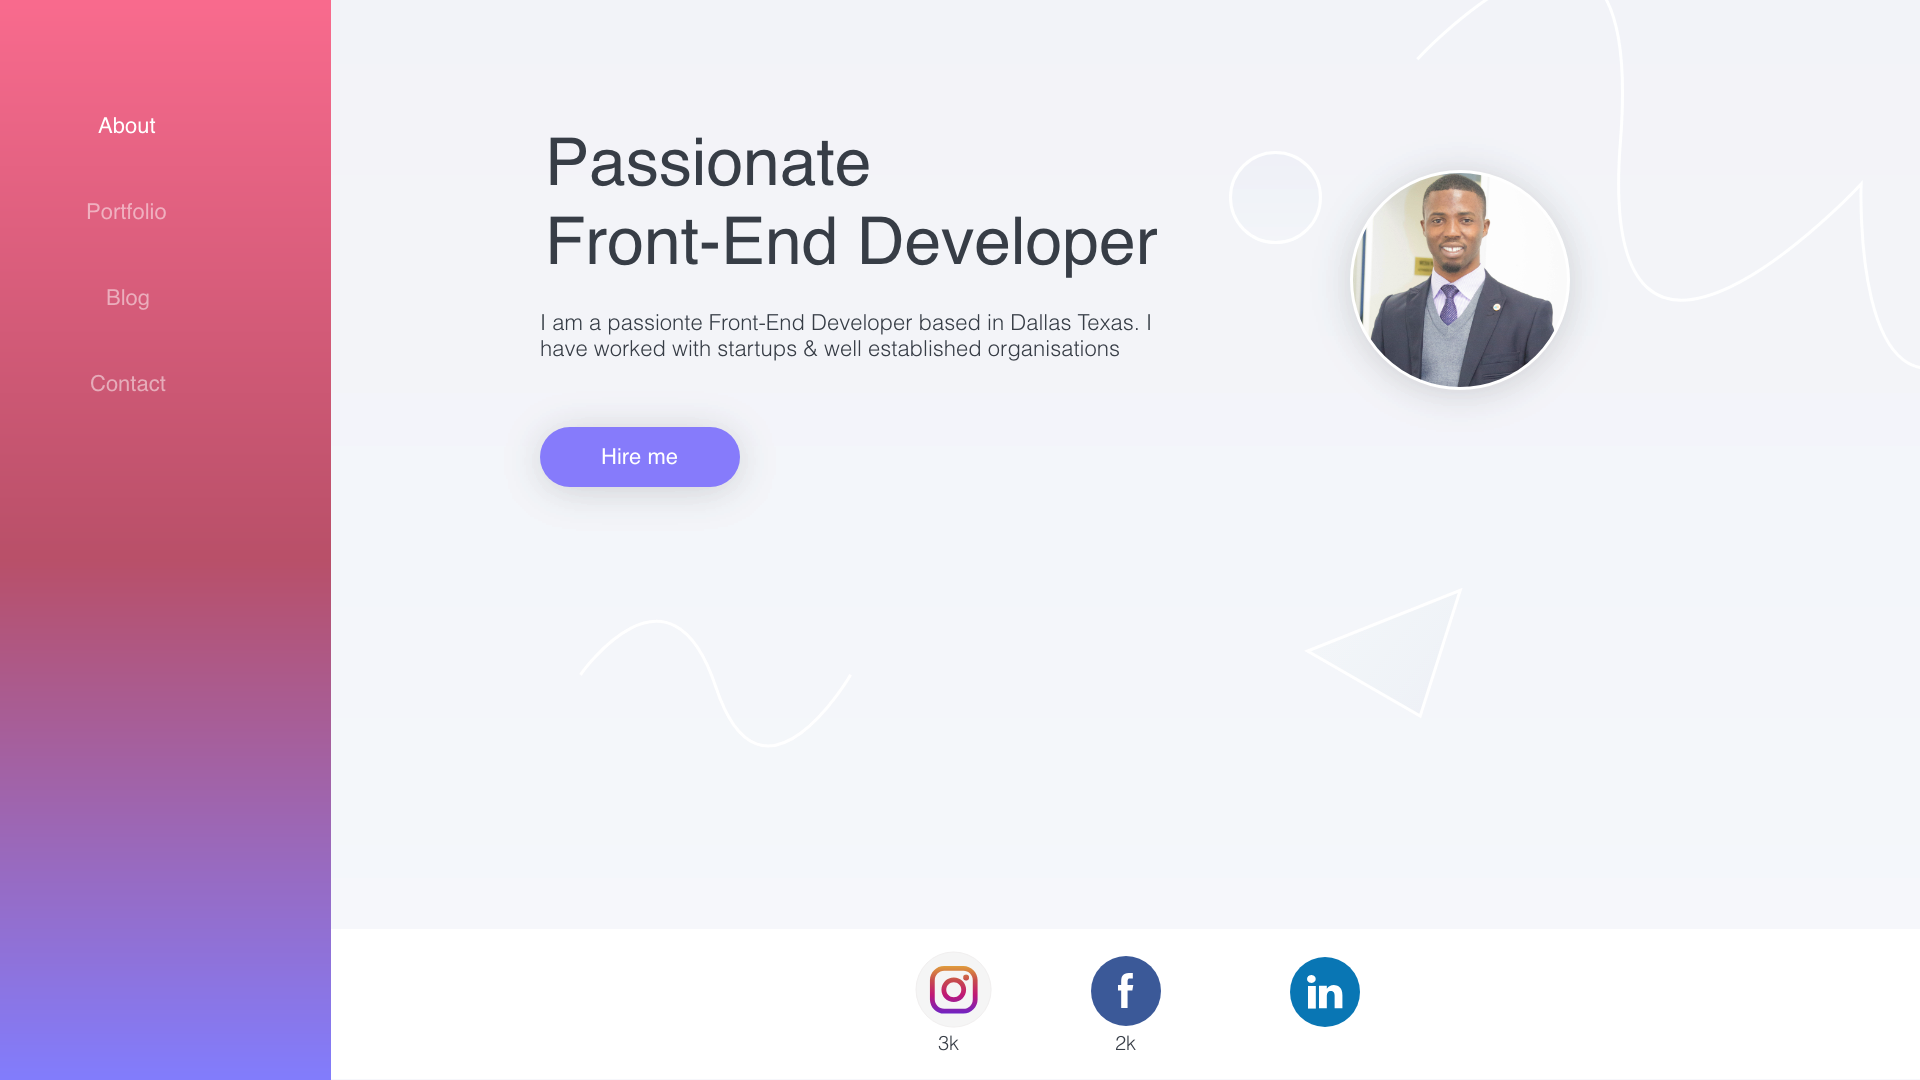 About
Portfolio
Blog
Contact
Passionate
Front-End Developer
I am a passionte Front-End Developer based in Dallas Texas. I
have worked with startups & well established organisations
Hire me
f
in
3k
2k